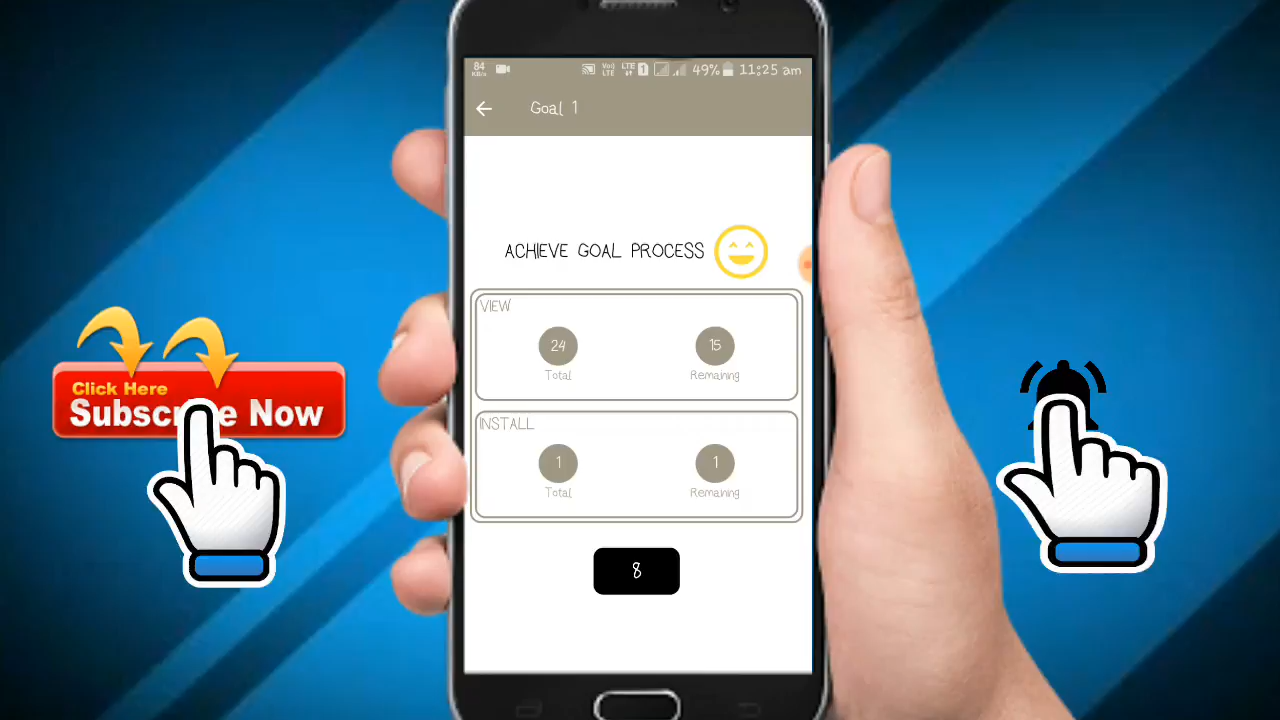 84
KB/s
Vo))
LTE
LTE
1
49%
11:25 am
Goal 1
ACHIEVE GOAL PROCESS
VIEW
24
15
Total
Remaining
INSTALL
1
1
Total
Remaining
8
Click Here
Subscribe Now